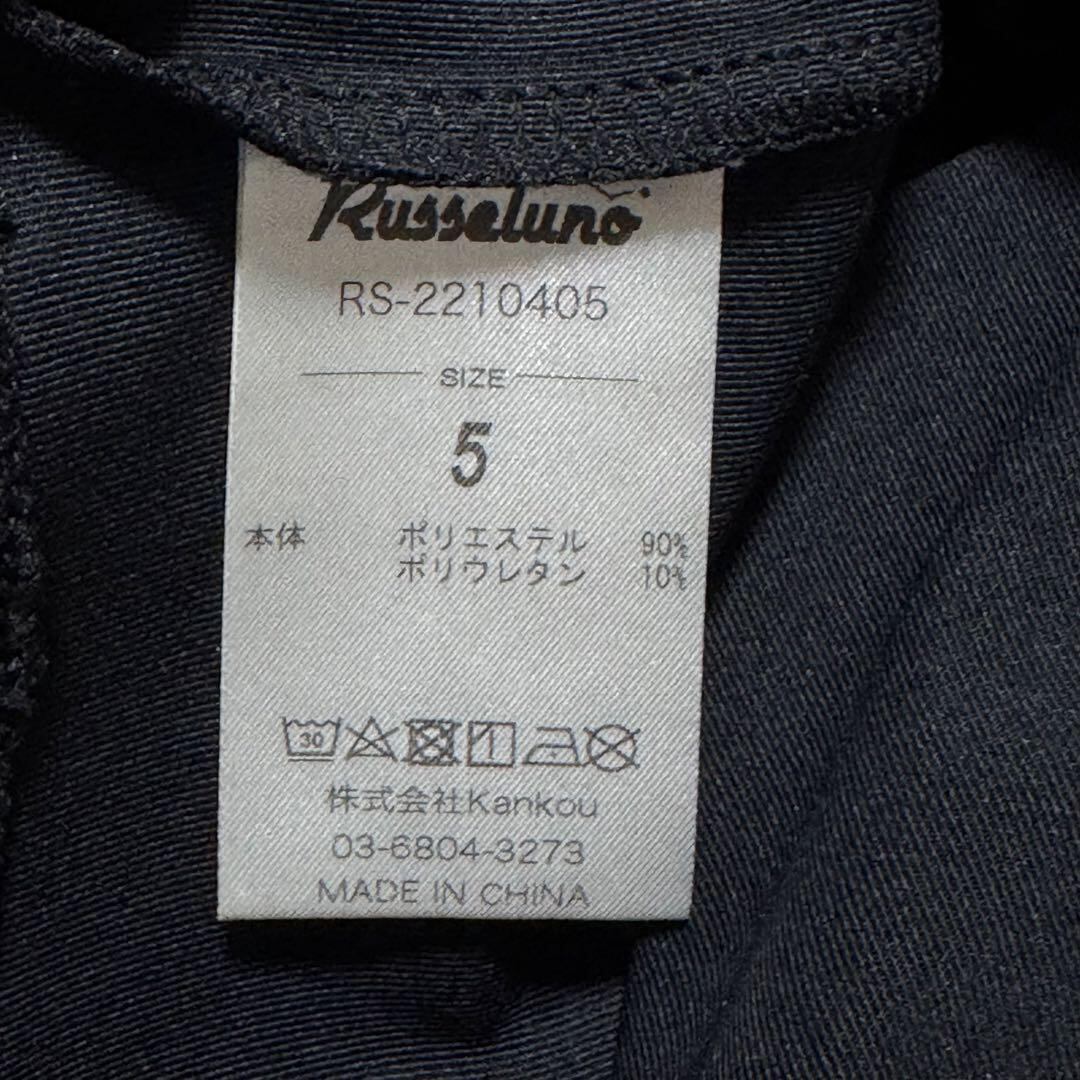 Russeluno
RS-2210405
SIZE
5
本体 ポリエステル 90%
ポリウレタン 10%
30
株式会社Kankou
03-6804-3273
MADE IN CHINA